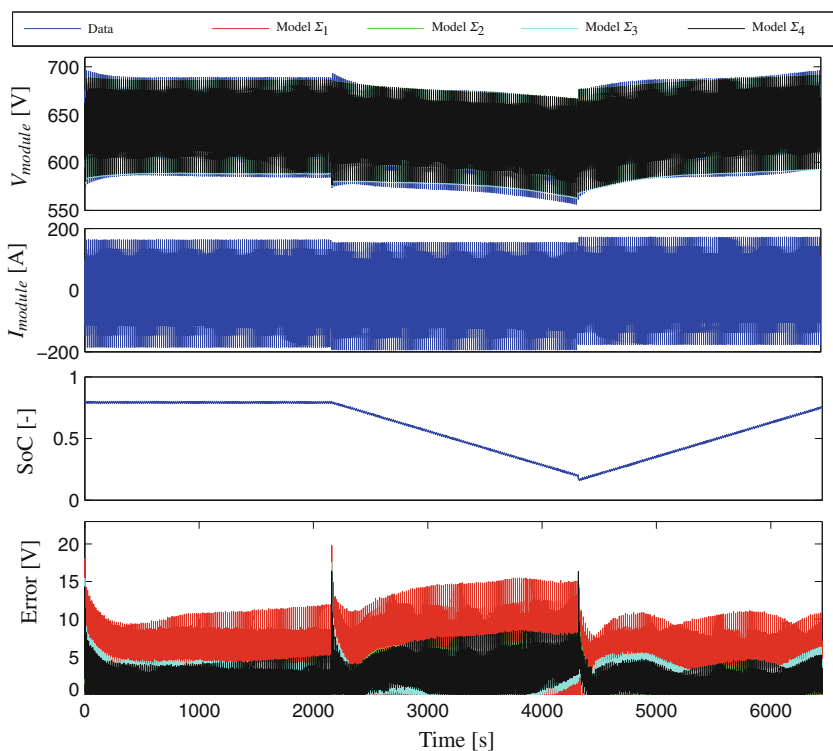 Data Model Σ1 Model Σ2 Model Σ3 Model Σ4
700
650
600
550
Vmodule [V]
200
0
−200
Imodule [A]
1
0.5
0
SoC [-]
20
15
10
5
0
Error [V]
0 1000 2000 3000 4000 5000 6000
Time [s]